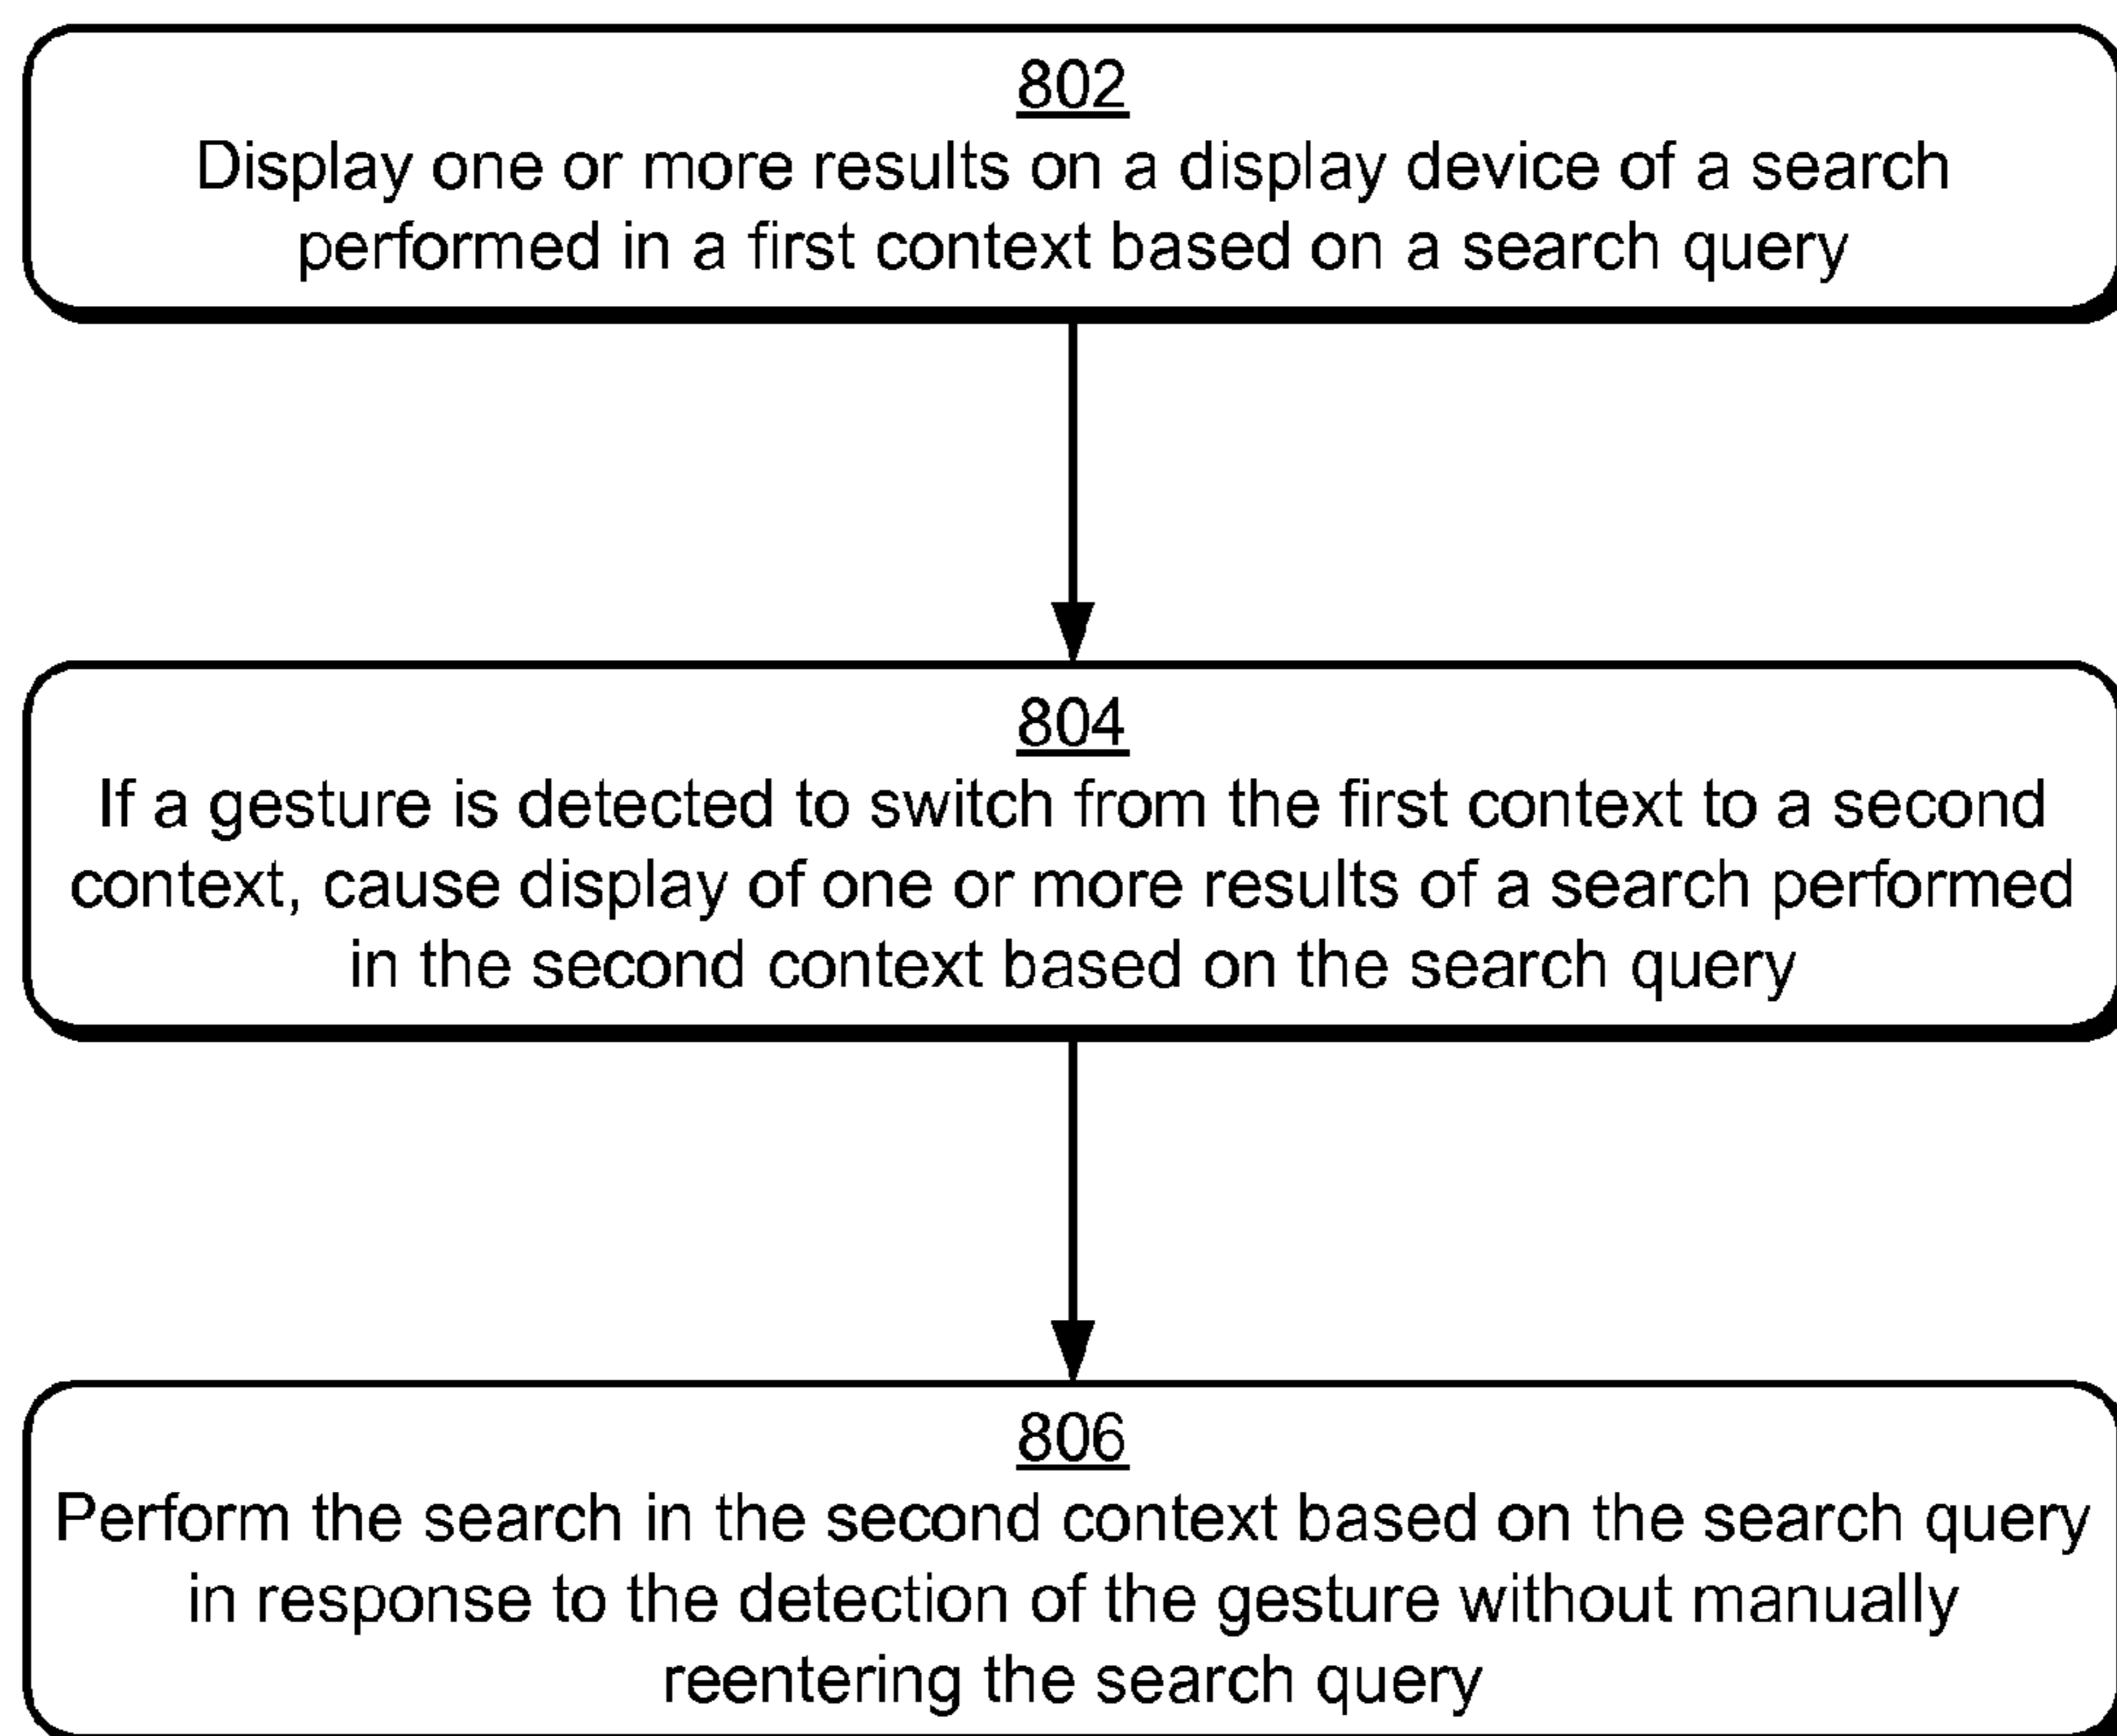 802
Display one or more results on a display device of a search
performed in a first context based on a search query
804
If a gesture is detected to switch from the first context to a second
context, cause display of one or more results of a search performed
in the second context based on the search query
806
Perform the search in the second context based on the search query
in response to the detection of the gesture without manually
reentering the search query